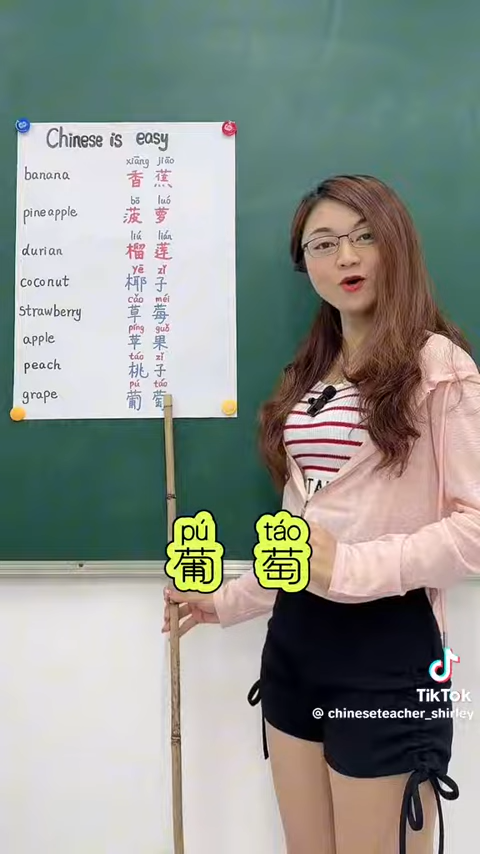 Chinese is easy
xiāng jiāo
banana 香蕉
bō luó
pineapple 菠萝
liú lián
durian 榴莲
yē zǐ
coconut 椰子
cǎo méi
strawberry 草莓
píng guǒ
apple 苹果
táo zǐ
peach 桃子
pú táo
grape 葡萄
pú táo
葡萄
TikTok
@ chineseteacher_shirley